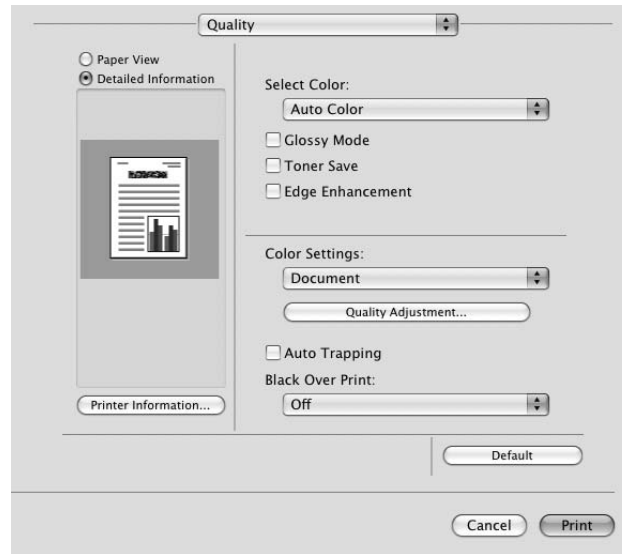 Quality
Paper View
Detailed Information
Printer Information...
Select Color:
Auto Color
Glossy Mode
Toner Save
Edge Enhancement
Color Settings:
Document
Quality Adjustment...
Auto Trapping
Black Over Print:
Off
Default
Cancel
Print